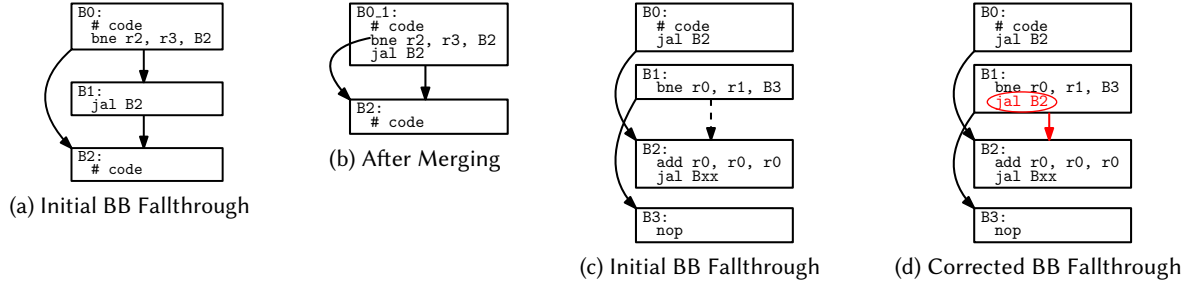 B0:
# code
bne r2, r3, B2
B1:
jal B2
B2:
# code
(a) Initial BB Fallthrough
B0_1:
# code
bne r2, r3, B2
jal B2
B2:
# code
(b) After Merging
B0:
# code
jal B2
B1:
bne r0, r1, B3
B2:
add r0, r0, r0
jal Bxx
B3:
nop
(c) Initial BB Fallthrough
B0:
# code
jal B2
B1:
bne r0, r1, B3
jal B2
B2:
add r0, r0, r0
jal Bxx
B3:
nop
(d) Corrected BB Fallthrough